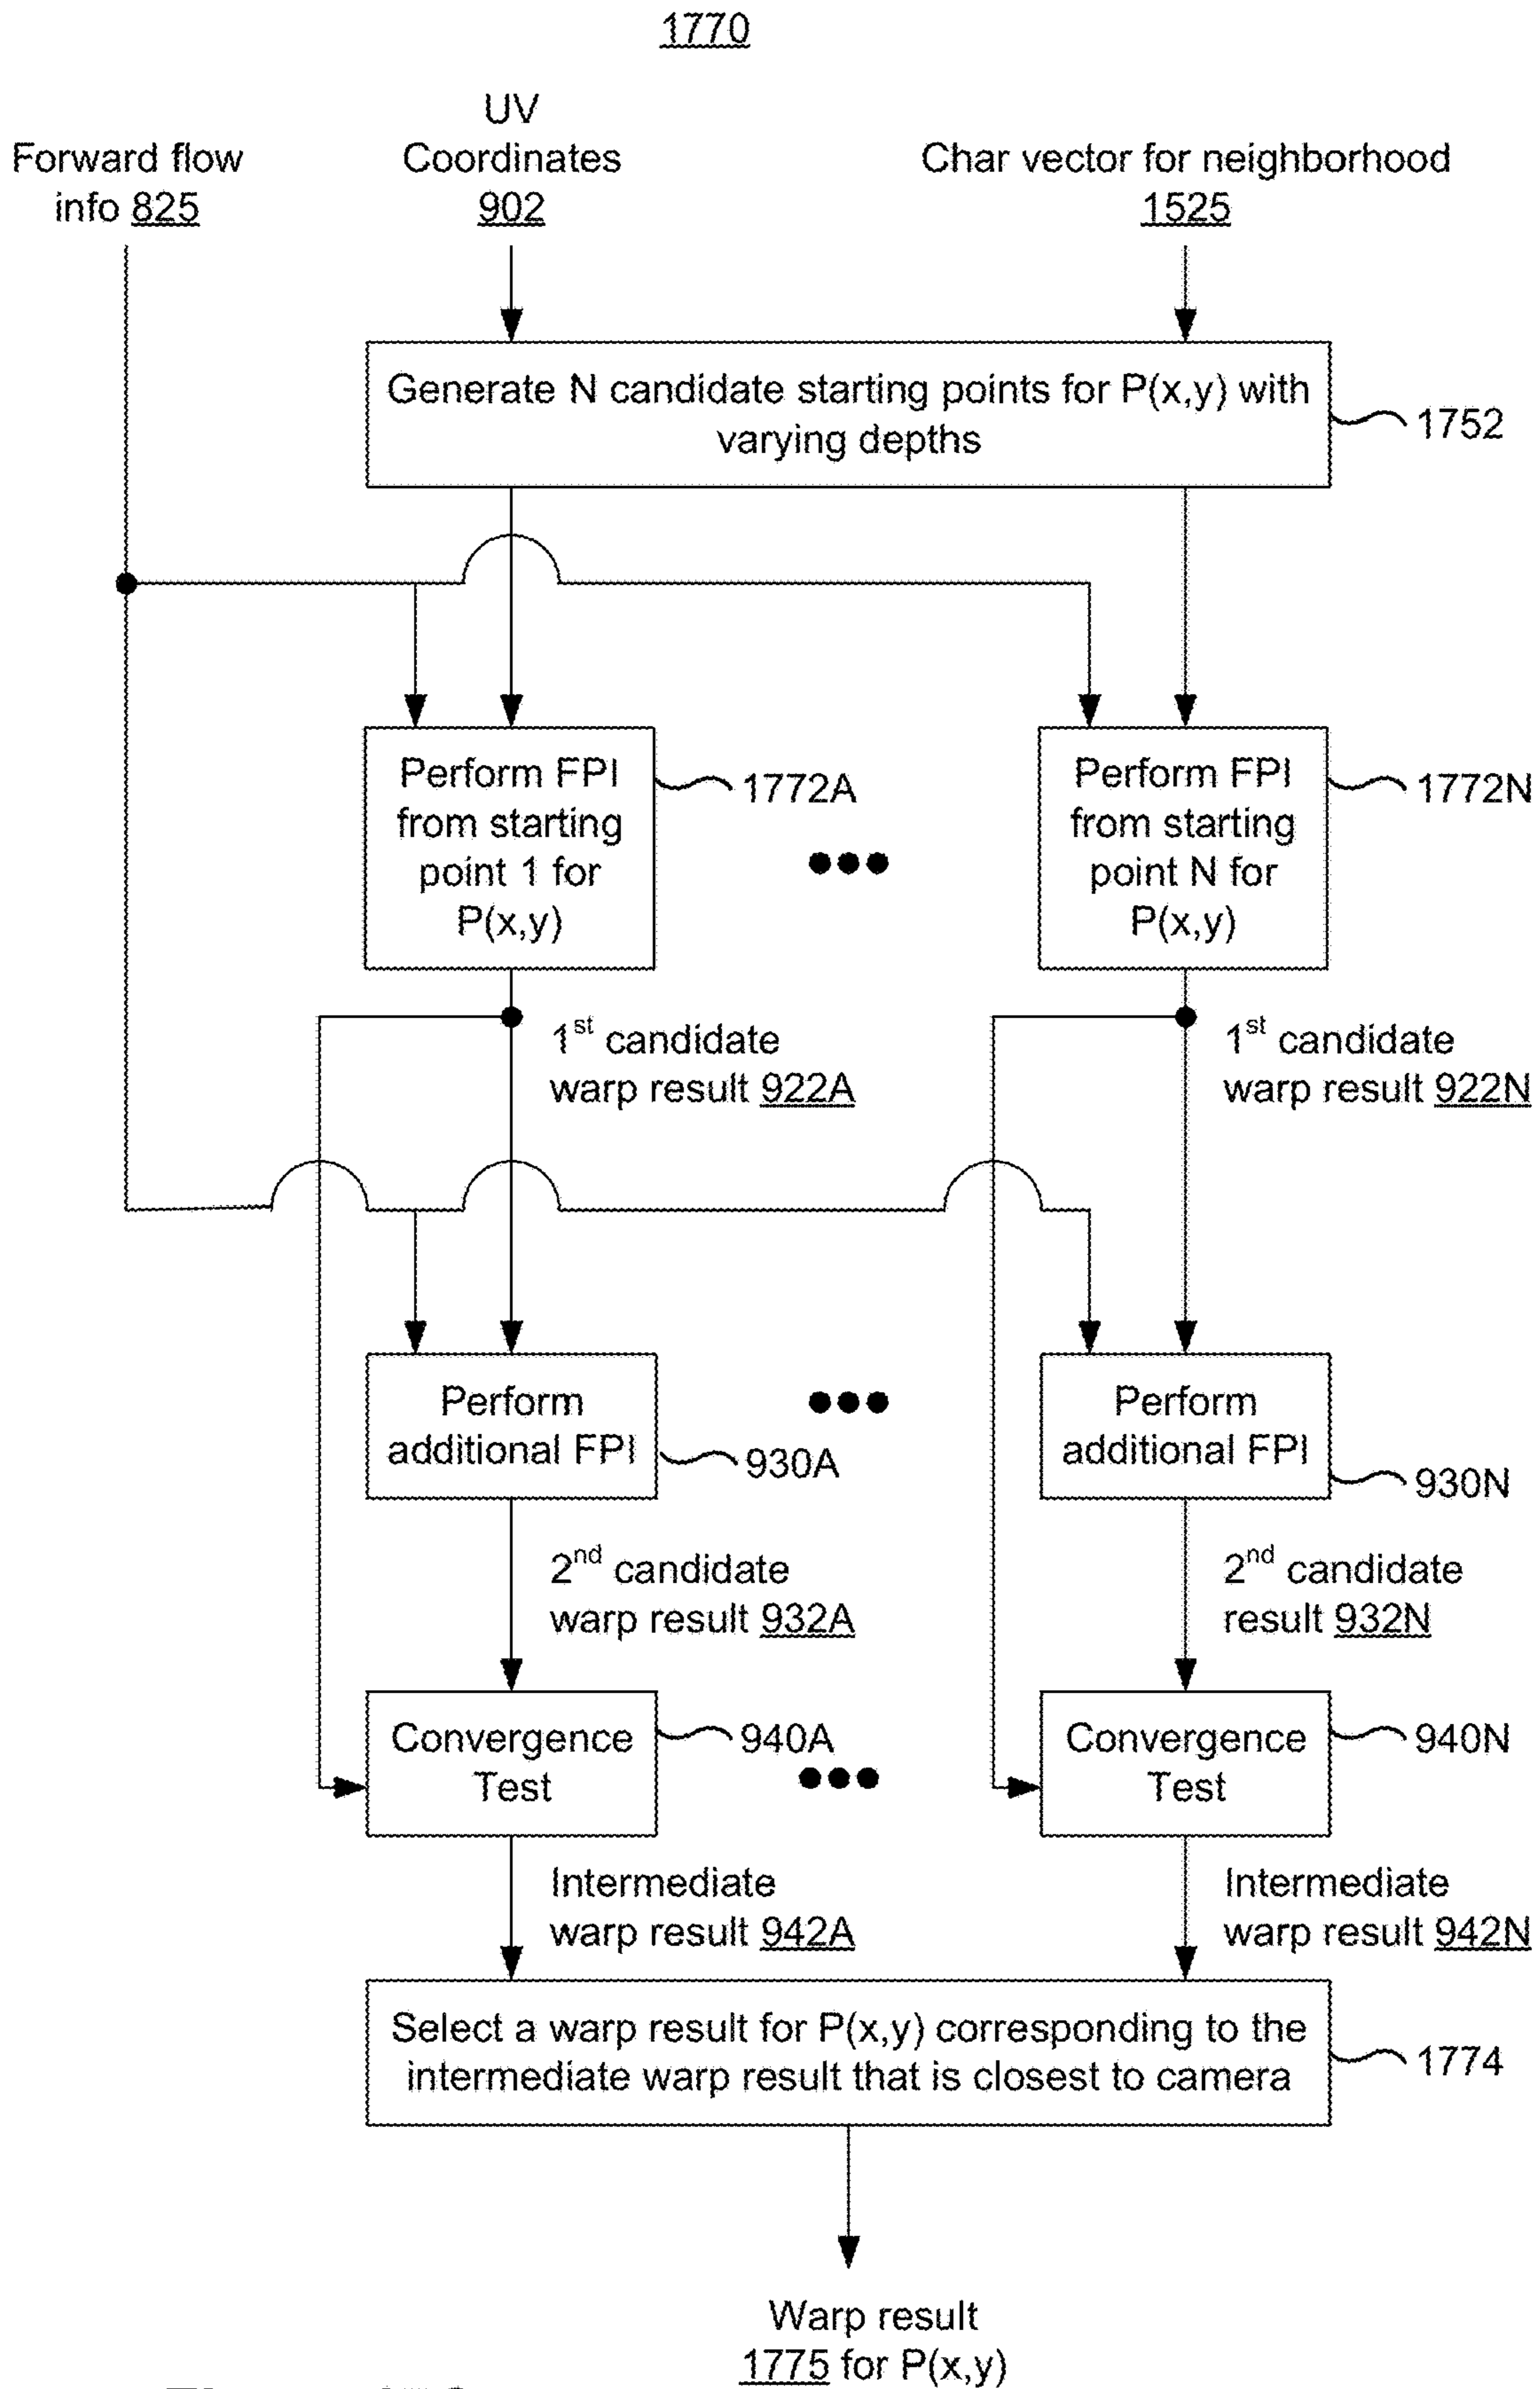 1770
Forward flow
info 825
UV
Coordinates
902
Char vector for neighborhood
1525
Generate N candidate starting points for P(x,y) with
varying depths
1752
Perform FPI
from starting
point 1 for
P(x,y)
1772A
Perform FPI
from starting
point N for
P(x,y)
1772N
1st candidate
warp result 922A
1st candidate
warp result 922N
Perform
additional FPI
930A
Perform
additional FPI
930N
2nd candidate
warp result 932A
2nd candidate
result 932N
Convergence
Test
940A
Convergence
Test
940N
Intermediate
warp result 942A
Intermediate
warp result 942N
Select a warp result for P(x,y) corresponding to the
intermediate warp result that is closest to camera
1774
Warp result
1775 for P(x,y)